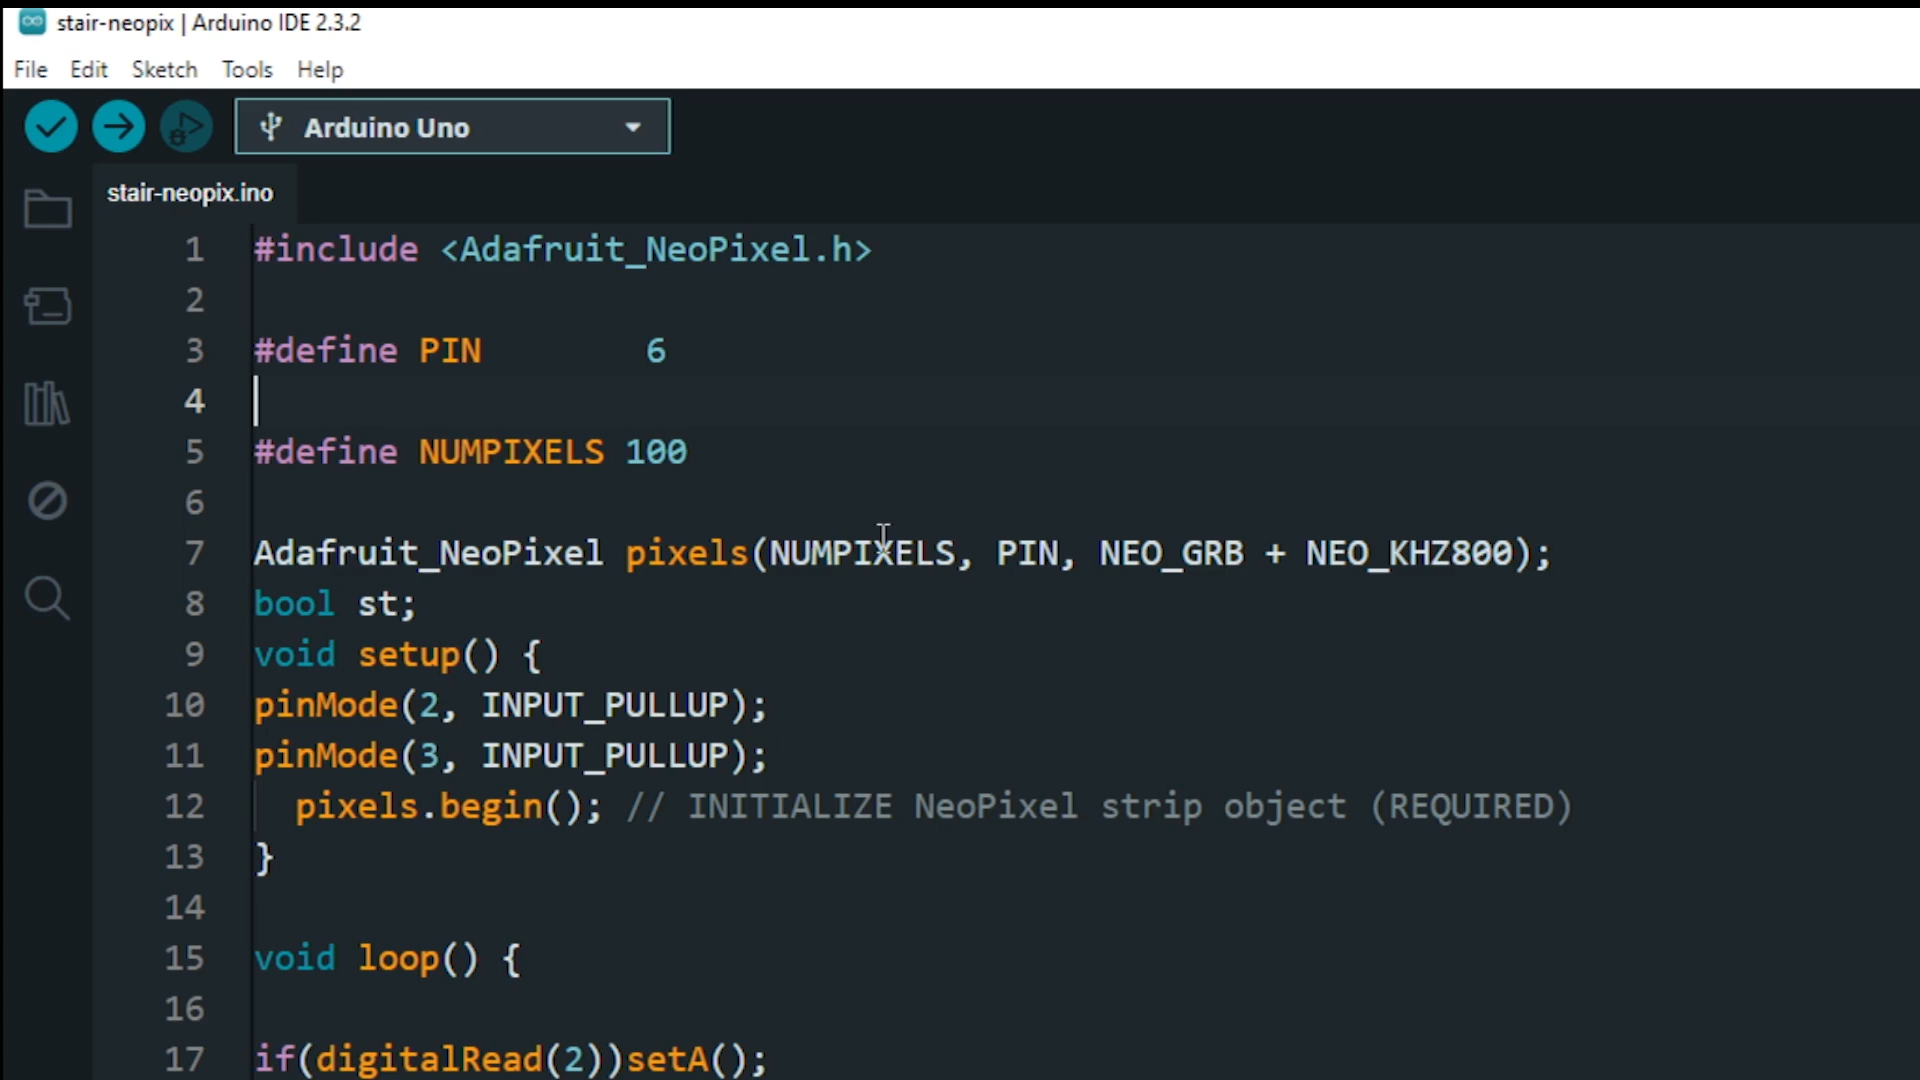 stair-neopix | Arduino IDE 2.3.2
File Edit Sketch Tools Help
Arduino Uno
stair-neopix.ino
1 #include <Adafruit_NeoPixel.h>
2
3 #define PIN        6
4
5 #define NUMPIXELS 100
6
7 Adafruit_NeoPixel pixels(NUMPIXELS, PIN, NEO_GRB + NEO_KHZ800);
8 bool st;
9 void setup() {
10 pinMode(2, INPUT_PULLUP);
11 pinMode(3, INPUT_PULLUP);
12   pixels.begin(); // INITIALIZE NeoPixel strip object (REQUIRED)
13 }
14
15 void loop() {
16
17 if(digitalRead(2))setA();